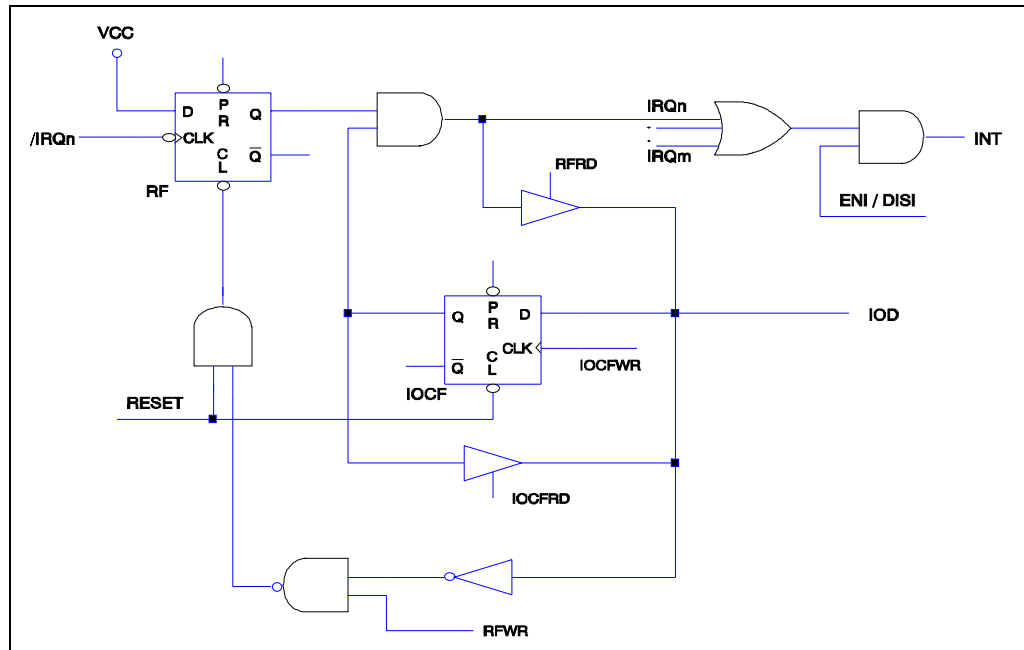 VCC
D
P
R
Q
/IRQn
CLK
C
L
Q
RF
IRQn
IRQm
INT
RFRD
ENI / DISI
P
R
Q
D
IOD
CLK
C
L
Q
IOCFWR
IOCF
RESET
IOCFRD
RFWR